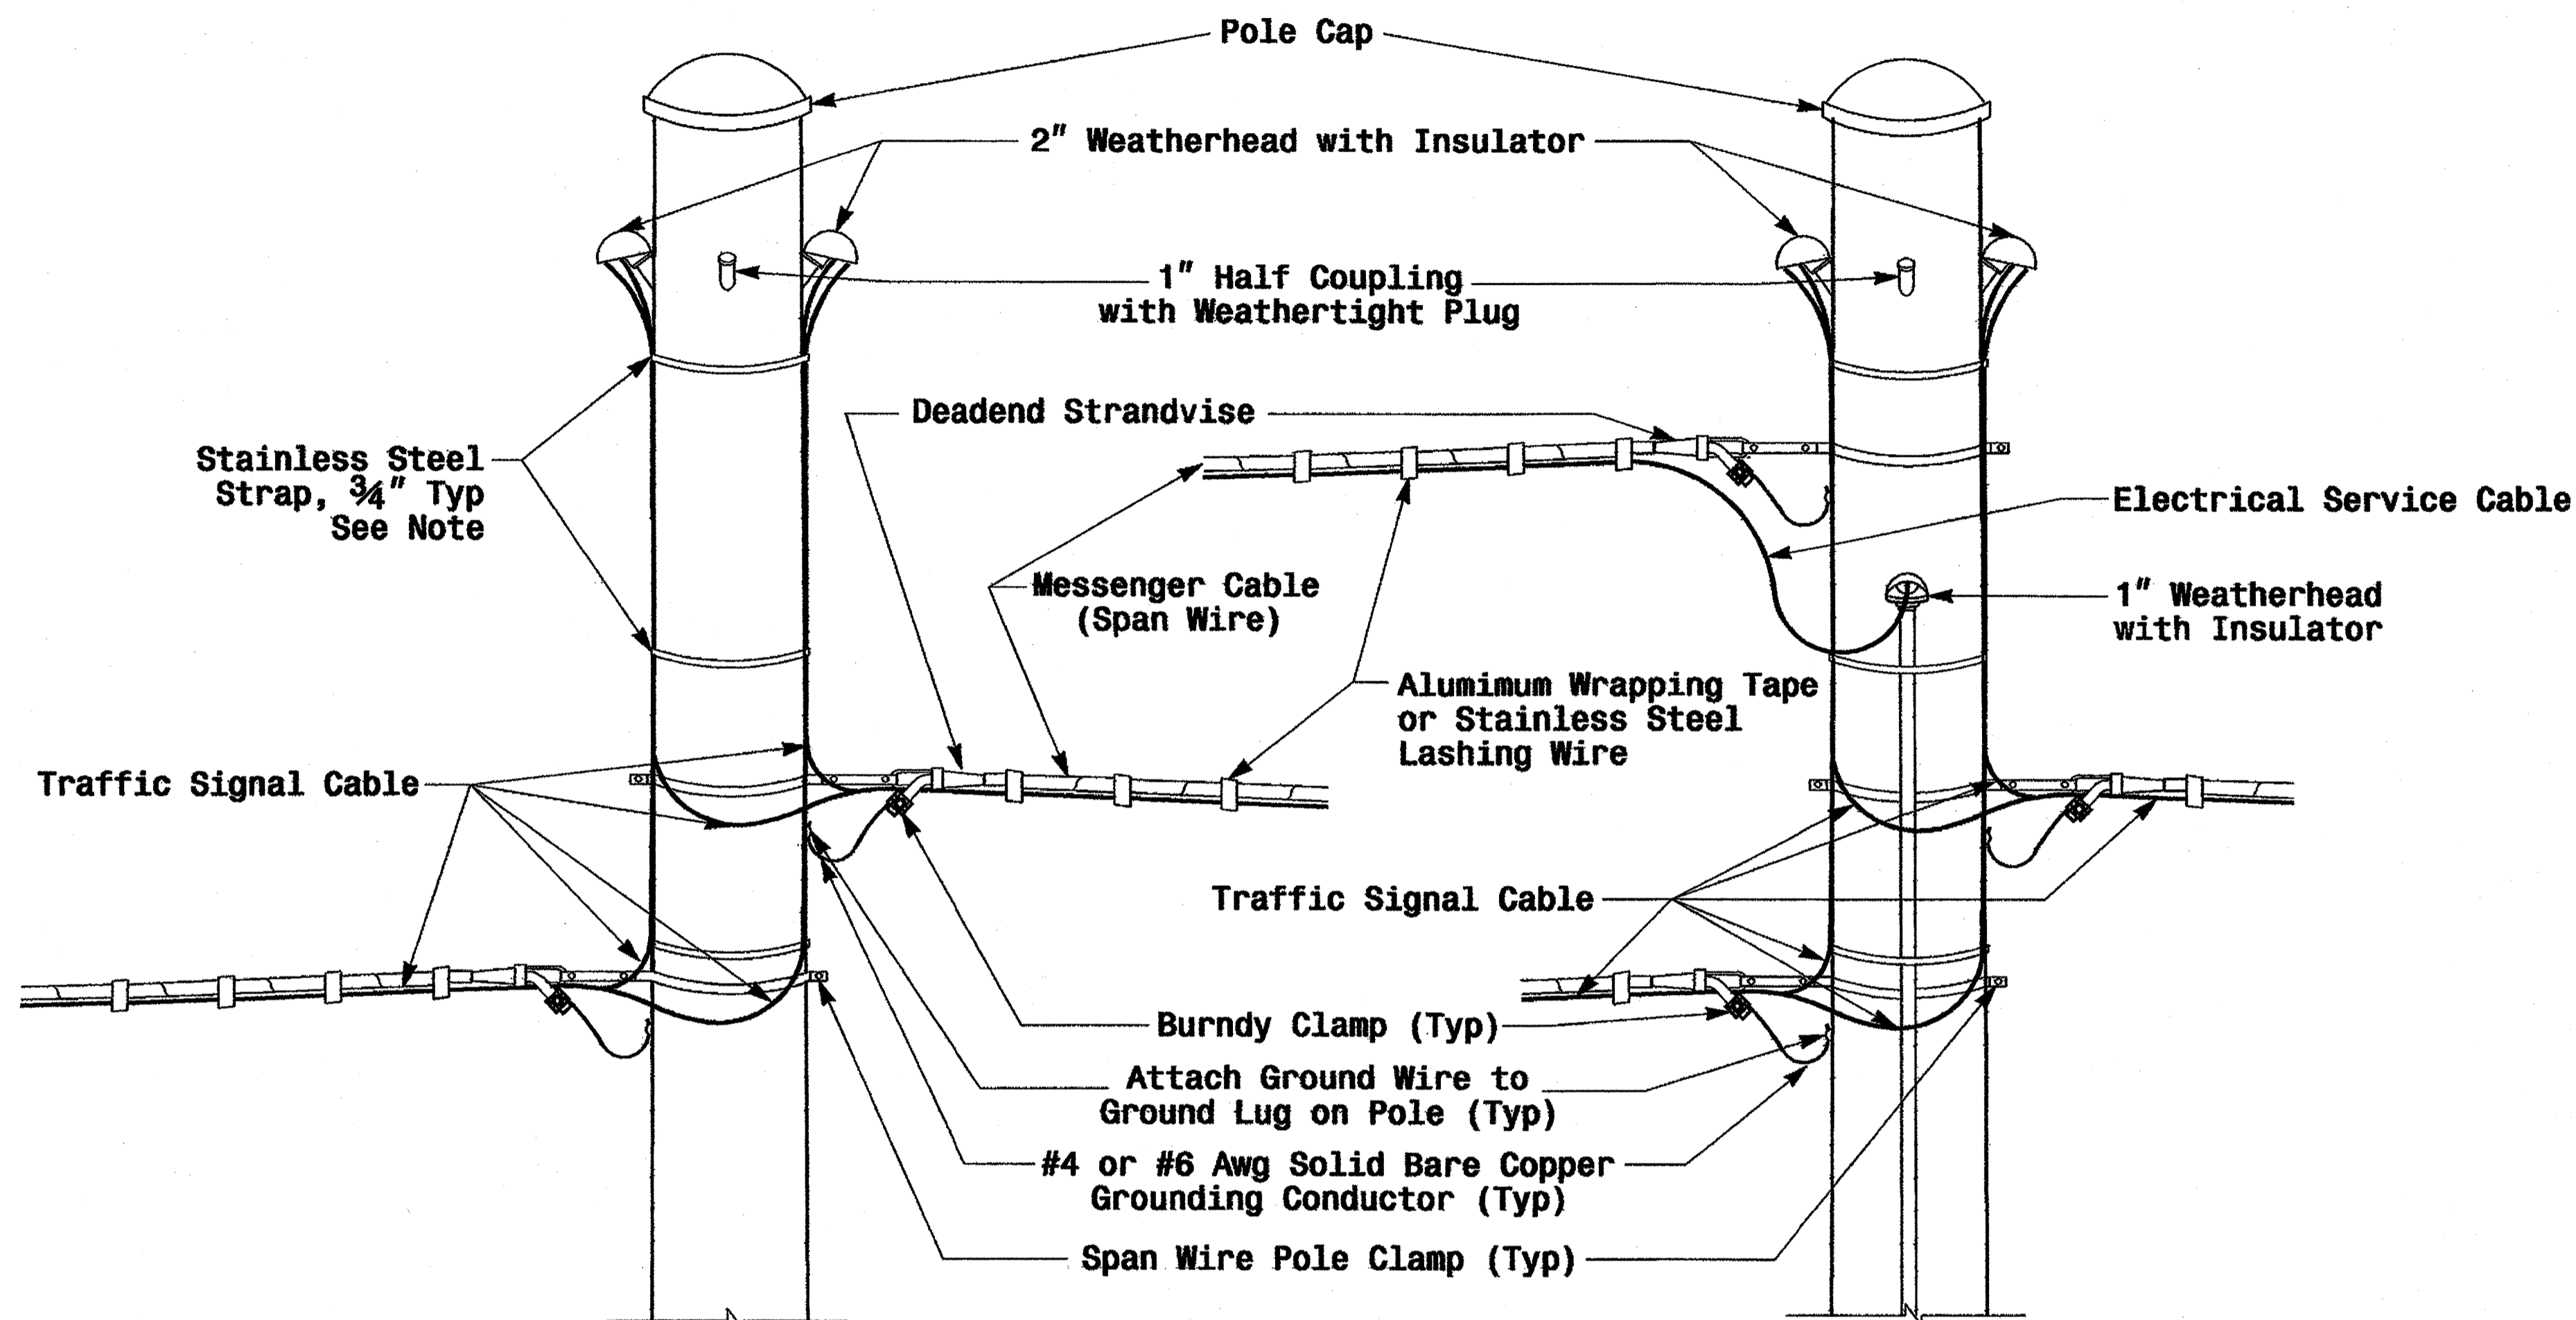 Pole Cap
2" Weatherhead with Insulator
1" Half Coupling
with Weathertight Plug
Deadend Strandvise
Stainless Steel
Strap, ¾" Typ
See Note
Electrical Service Cable
Messenger Cable
(Span Wire)
1" Weatherhead
with Insulator
Alumimum Wrapping Tape
or Stainless Steel
Lashing Wire
Traffic Signal Cable
Traffic Signal Cable
Burndy Clamp (Typ)
Attach Ground Wire to
Ground Lug on Pole (Typ)
#4 or #6 Awg Solid Bare Copper
Grounding Conductor (Typ)
Span Wire Pole Clamp (Typ)